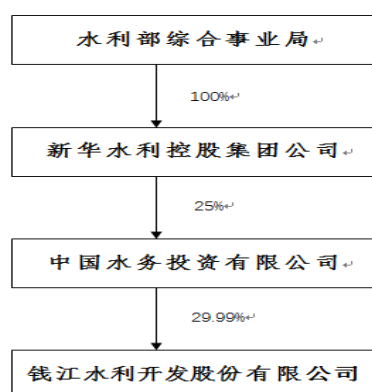 水利部综合事业局
100%
新华水利控股集团公司
25%
中国水务投资有限公司
29.99%
钱江水利开发股份有限公司